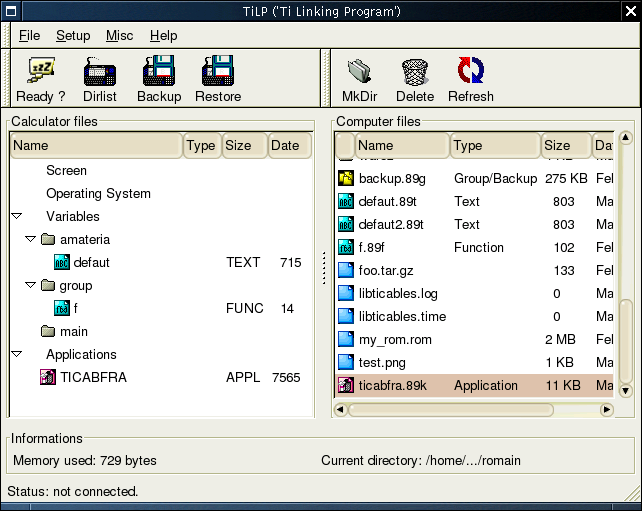 TiLP ('Ti Linking Program')
File Setup Misc Help
Ready ? Dirlist Backup Restore MkDir Delete Refresh
Calculator files
Name Type Size Date
Screen
Operating System
Variables
amateria
defaut TEXT 715
group
f FUNC 14
main
Applications
TICABFRA APPL 7565
Computer files
Name Type Size Da
backup.89g Group/Backup 275 KB Fel
defaut.89t Text 803 Ma
defaut2.89t Text 803 Ma
f.89f Function 102 Fel
foo.tar.gz 133 Fel
libticables.log 0 Ma
libticables.time 0 Ma
my_rom.rom 2 MB Fel
test.png 1 KB Ma
ticabfra.89k Application 11 KB Ma
Informations
Memory used: 729 bytes Current directory: /home/.../romain
Status: not connected.